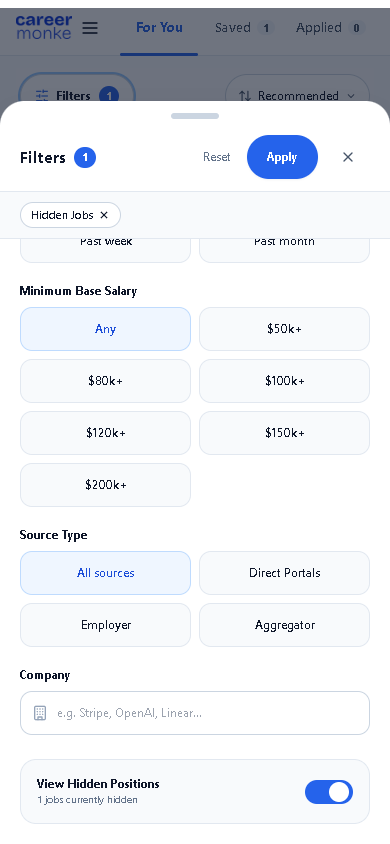 career
monke
For You
Saved 1
Applied 0
Filters 1
Recommended
Filters 1
Reset
Apply
Hidden Jobs
Past week
Past month
Minimum Base Salary
Any
$50k+
$80k+
$100k+
$120k+
$150k+
$200k+
Source Type
All sources
Direct Portals
Employer
Aggregator
Company
e.g. Stripe, OpenAI, Linear...
View Hidden Positions
1 jobs currently hidden